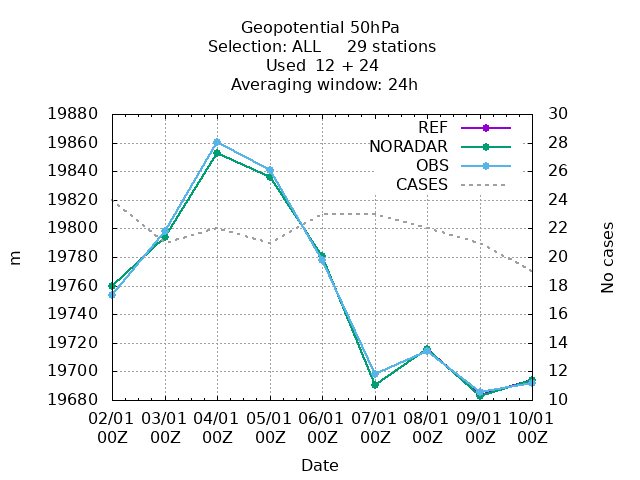 Geopotential 50hPa
Selection: ALL     29 stations
Used  12 + 24
Averaging window: 24h
19880
19860
19840
19820
19800
19780
19760
19740
19720
19700
19680
m
REF
NORADAR
OBS
CASES
30
28
26
24
22
20
18
16
14
12
10
No cases
02/01 03/01 04/01 05/01 06/01 07/01 08/01 09/01 10/01
00Z 00Z 00Z 00Z 00Z 00Z 00Z 00Z 00Z
Date